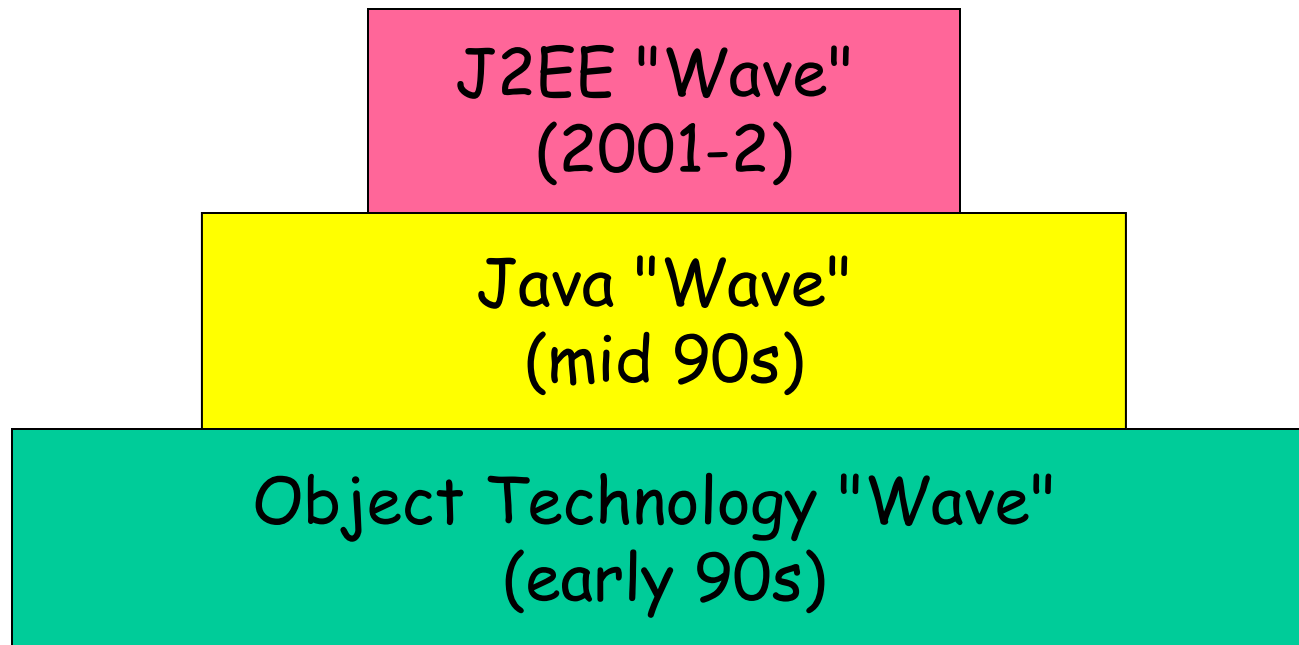 J2EE "Wave"
(2001-2)
Java "Wave"
(mid 90s)
Object Technology "Wave"
(early 90s)